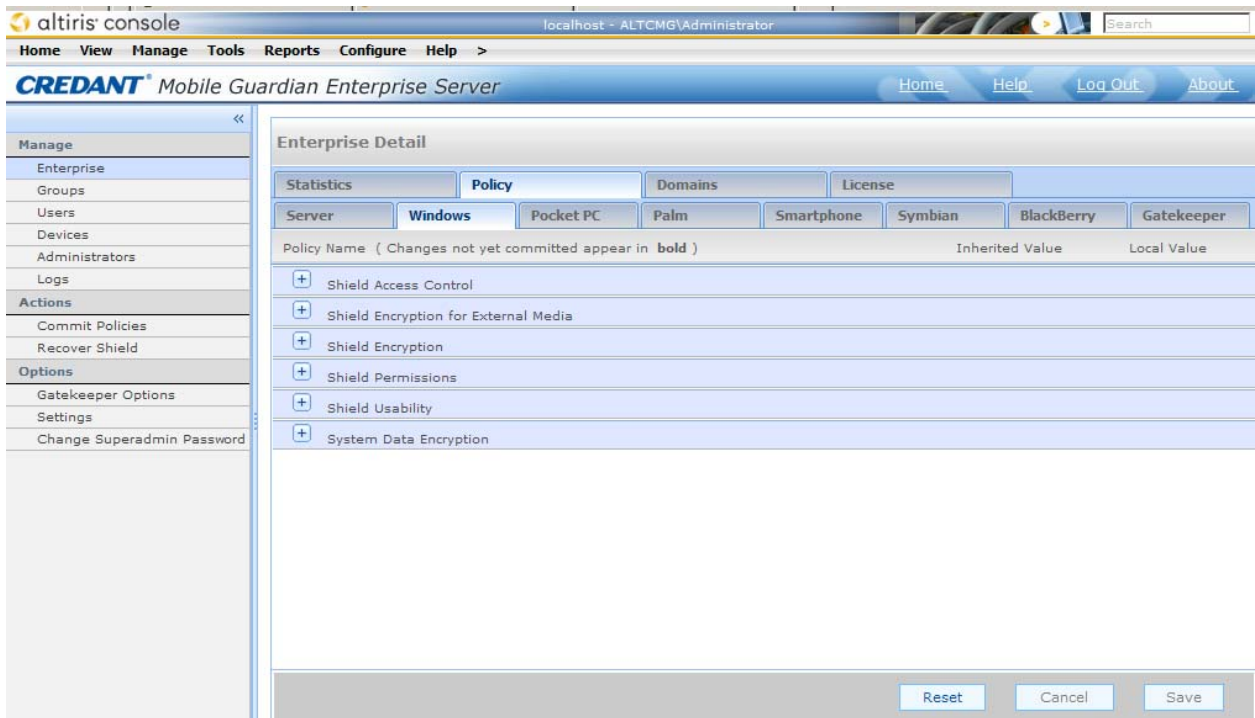 altiris console
localhost - ALTCMG\Administrator
Search
Home View Manage Tools Reports Configure Help >
CREDANT® Mobile Guardian Enterprise Server
Home Help Log Out About
«
Manage
Enterprise
Groups
Users
Devices
Administrators
Logs
Actions
Commit Policies
Recover Shield
Options
Gatekeeper Options
Settings
Change Superadmin Password
Enterprise Detail
Statistics Policy Domains License
Server Windows Pocket PC Palm Smartphone Symbian BlackBerry Gatekeeper
Policy Name ( Changes not yet committed appear in bold ) Inherited Value Local Value
+ Shield Access Control
+ Shield Encryption for External Media
+ Shield Encryption
+ Shield Permissions
+ Shield Usability
+ System Data Encryption
Reset Cancel Save